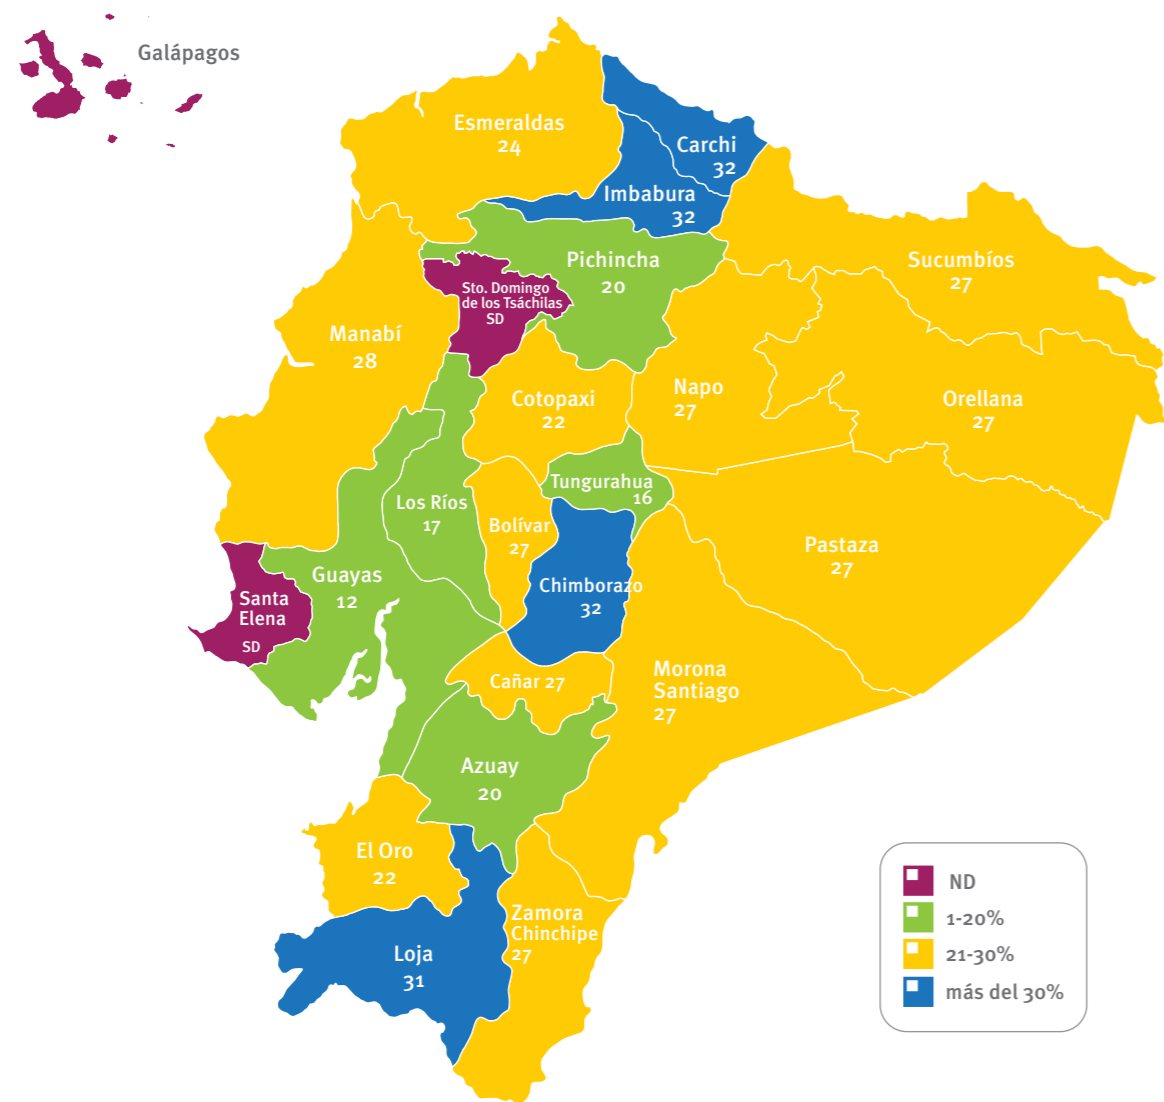 Galápagos
Esmeraldas
24
Carchi
32
Imbabura
32
Pichincha
20
Sucumbíos
27
Sto. Domingo
de los Tsáchilas
SD
Manabí
28
Cotopaxi
22
Napo
27
Orellana
27
Tungurahua
16
Los Ríos
17
Bolívar
27
Pastaza
27
Guayas
12
Chimborazo
32
Santa
Elena
SD
Cañar 27
Morona
Santiago
27
Azuay
20
El Oro
22
Zamora
Chinchipe
27
Loja
31
ND
1-20%
21-30%
más del 30%